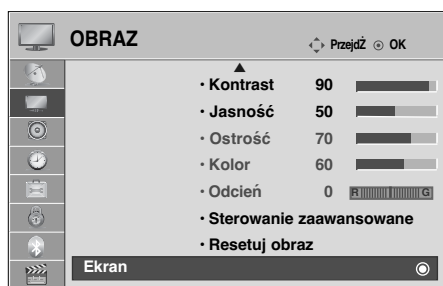 OBRAZ PrzejdŹ OK
• Kontrast 90
• Jasność 50
• Ostrość 70
• Kolor 60
• Odcień 0 R G
• Sterowanie zaawansowane
• Resetuj obraz
Ekran